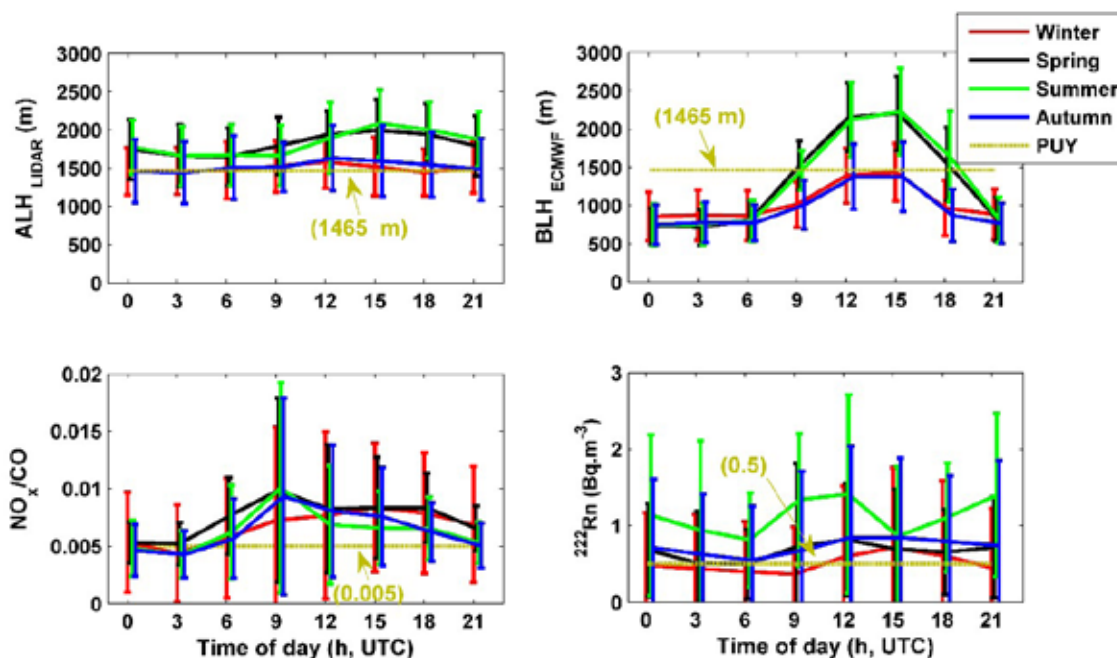 Winter
Spring
Summer
Autumn
PUY
ALH LIDAR (m)
3000
2500
2000
1500
1000
500
0
(1465 m)
0 3 6 9 12 15 18 21
BLH ECMWF (m)
3000
2500
2000
1500
1000
500
0
(1465 m)
0 3 6 9 12 15 18 21
NOx/CO
0.02
0.015
0.01
0.005
0
(0.005)
0 3 6 9 12 15 18 21
Time of day (h, UTC)
222Rn (Bq.m−3)
3
2
1
0
(0.5)
0 3 6 9 12 15 18 21
Time of day (h, UTC)